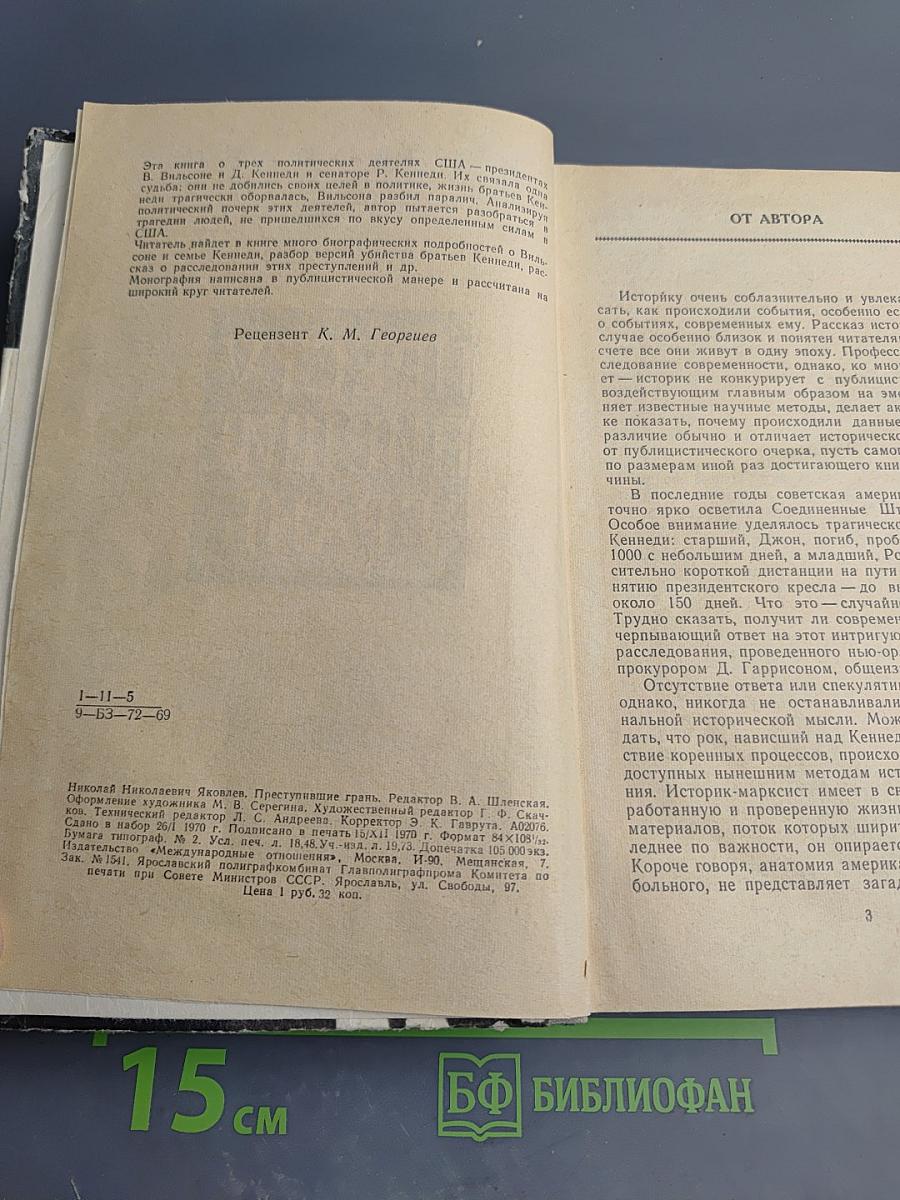 Эта книга о трех политических деятелях США — президентах
В. Вильсоне и Д. Кеннеди и сенаторе Р. Кеннеди. Их связала одна
судьба: они не добились своих целей в политике, жизнь братьев Кен-
неди трагически оборвалась, Вильсона разбил паралич. Анализируя
политический почерк этих деятелей, автор пытается разобраться в
трагедии людей, не пришедшихся по вкусу определенным силам в
США.
Читатель найдет в книге много биографических подробностей о Виль-
соне и семье Кеннеди, разбор версий убийства братьев Кеннеди, рас-
сказ о расследовании этих преступлений и др.
Монография написана в публицистической манере и рассчитана на
широкий круг читателей.
Рецензент К. М. Георгиев
1—11—5
9—БЗ—72—69
Николай Николаевич Яковлев. Преступившие грань. Редактор В. А. Шленская.
Оформление художника М. В. Серегина. Художественный редактор Г. Ф. Скач-
ков. Технический редактор Л. С. Андреева. Корректор Э. К. Гаврута. А02076.
Сдано в набор 26/I 1970 г. Подписано в печать 15/XII 1970 г. Формат 84×108 1/32.
Бумага типограф. № 2. Усл. печ. л. 18,48. Уч.-изд. л. 19,73. Допечатка 105 000 экз.
Издательство «Международные отношения», Москва, И-90, Мещанская, 7.
Зак. № 1541. Ярославский полиграфкомбинат Главполиграфпрома Комитета по
печати при Совете Министров СССР. Ярославль, ул. Свободы, 97.
Цена 1 руб. 32 коп.
ОТ АВТОРА
Историку очень соблазнительно и увлека
сать, как происходили события, особенно ес
о событиях, современных ему. Рассказ исто
случае особенно близок и понятен читателя
счете все они живут в одну эпоху. Професс
следование современности, однако, ко мно
ет — историк не конкурирует с публицис
воздействующим главным образом на эмо
няет известные научные методы, делает ак
ке показать, почему происходили данные
различие обычно и отличает историческо
от публицистического очерка, пусть само
по размерам иной раз достигающего кни
чины.
В последние годы советская амери
точно ярко осветила Соединенные Шт
Особое внимание уделялось трагическо
Кеннеди: старший, Джон, погиб, проб
1000 с небольшим дней, а младший, Ро
сительно короткой дистанции на пути
нятию президентского кресла — до вы
около 150 дней. Что это — случайн
Трудно сказать, получит ли современ
черпывающий ответ на этот интригую
расследования, проведенного нью-ор
прокурором Д. Гаррисоном, общеиз
Отсутствие ответа или спекуляти
однако, никогда не останавливали
нальной исторической мысли. Мож
дать, что рок, нависший над Кеннед
ствие коренных процессов, происхо
доступных нынешним методам ист
ния. Историк-марксист имеет в св
работанную и проверенную жизн
материалов, поток которых ширит
леднее по важности, он опирает
Короче говоря, анатомия америка
больного, не представляет загад
3
15 см
БФ БИБЛИОФАН